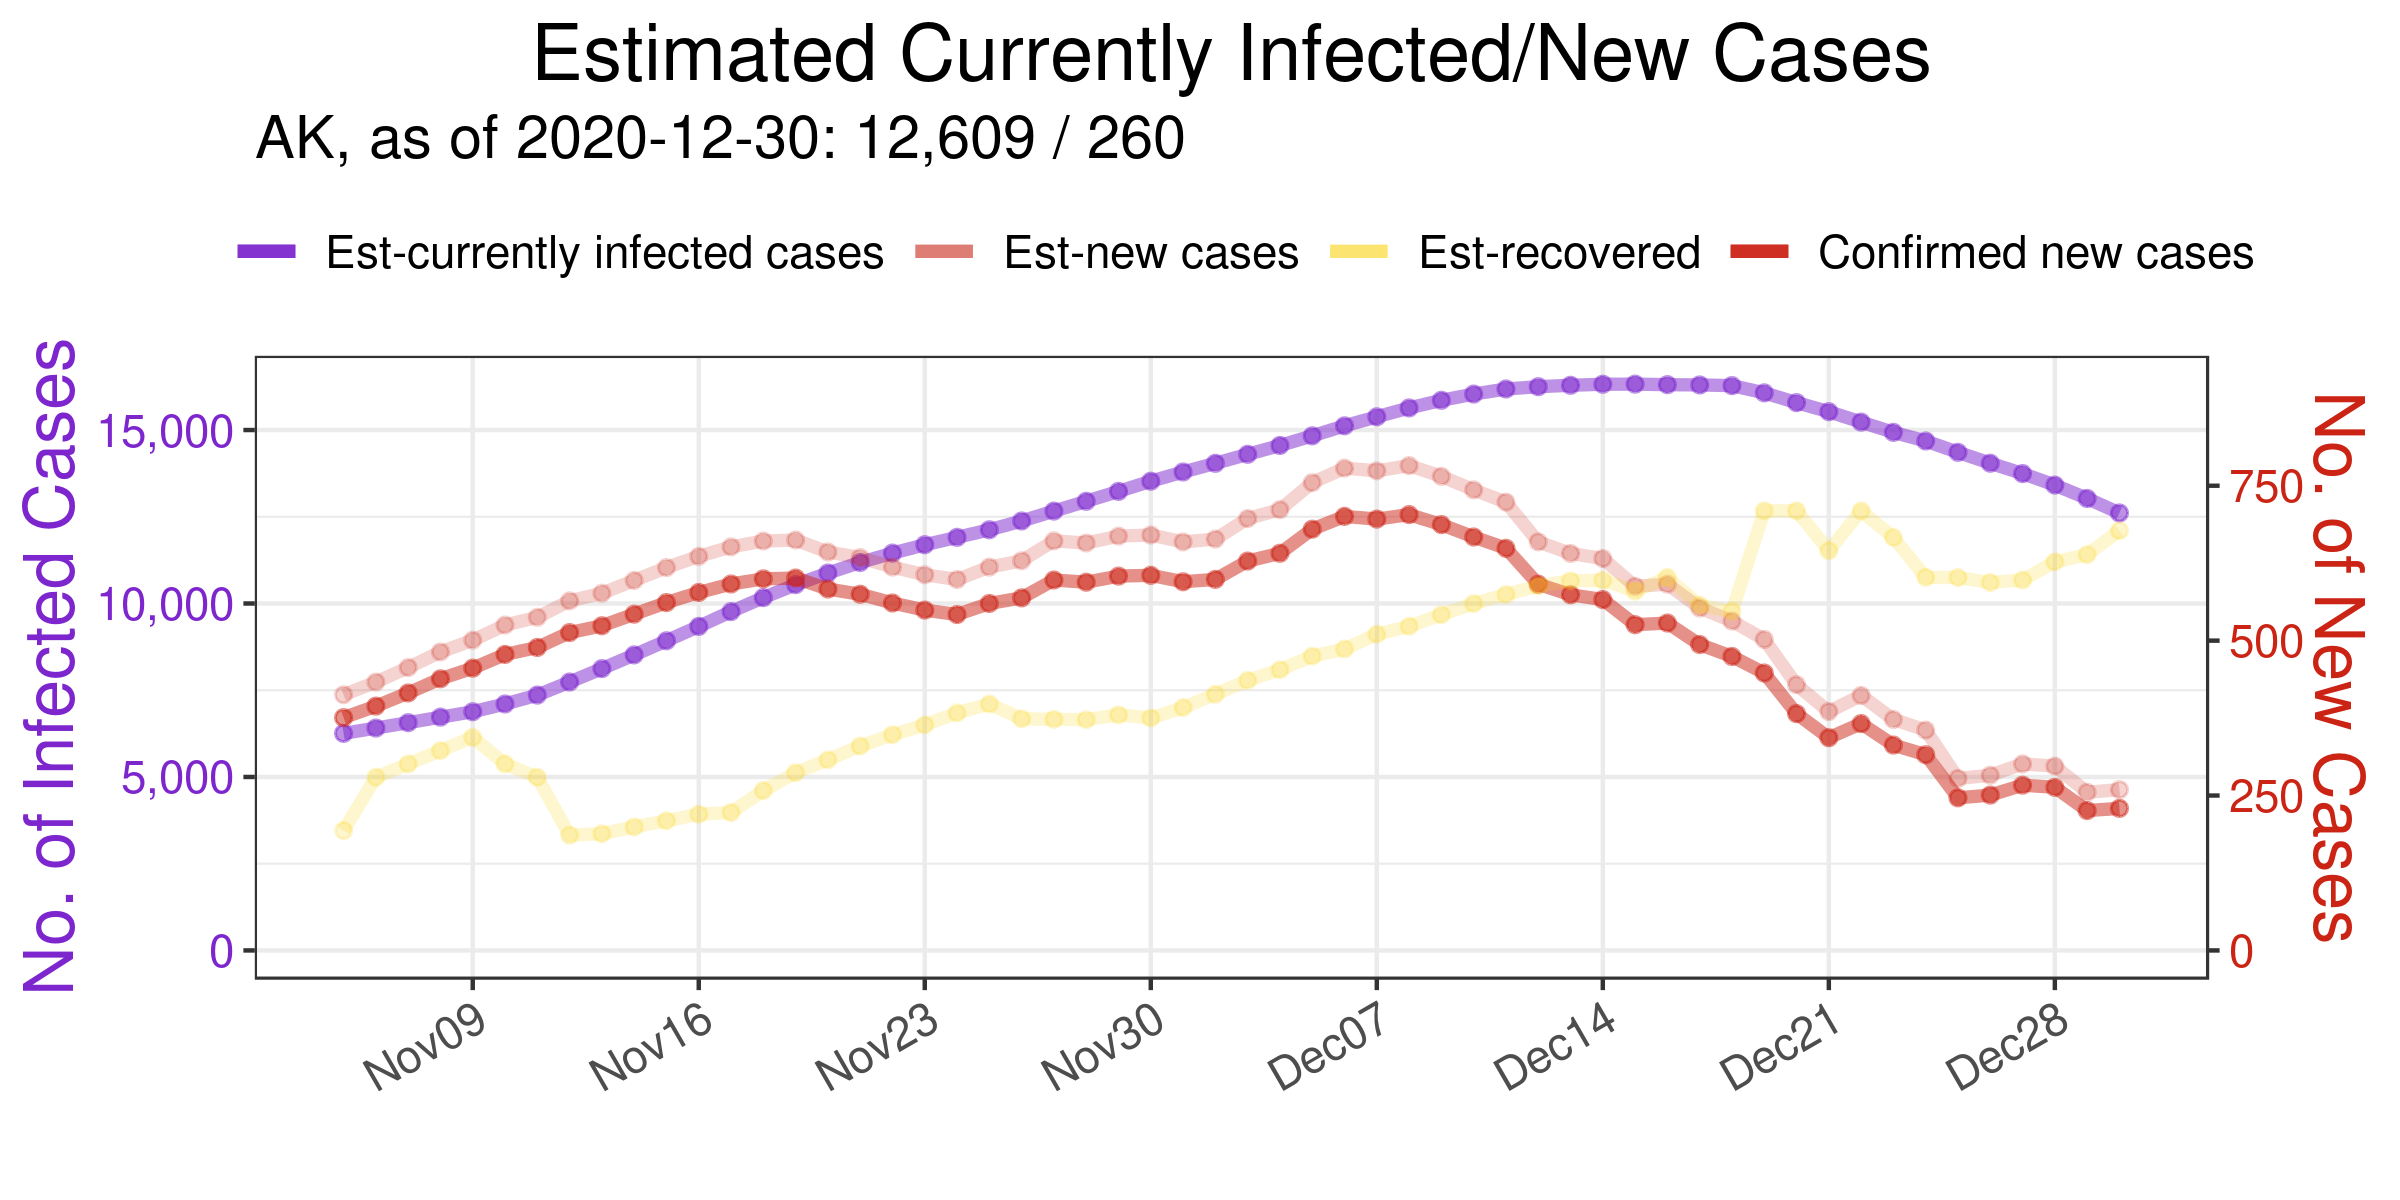 Estimated Currently Infected/New Cases
AK, as of 2020-12-30: 12,609 / 260
Est-currently infected cases Est-new cases Est-recovered Confirmed new cases
No. of Infected Cases
15,000
10,000
5,000
0
750
500
250
0
No. of New Cases
Nov09 Nov16 Nov23 Nov30 Dec07 Dec14 Dec21 Dec28